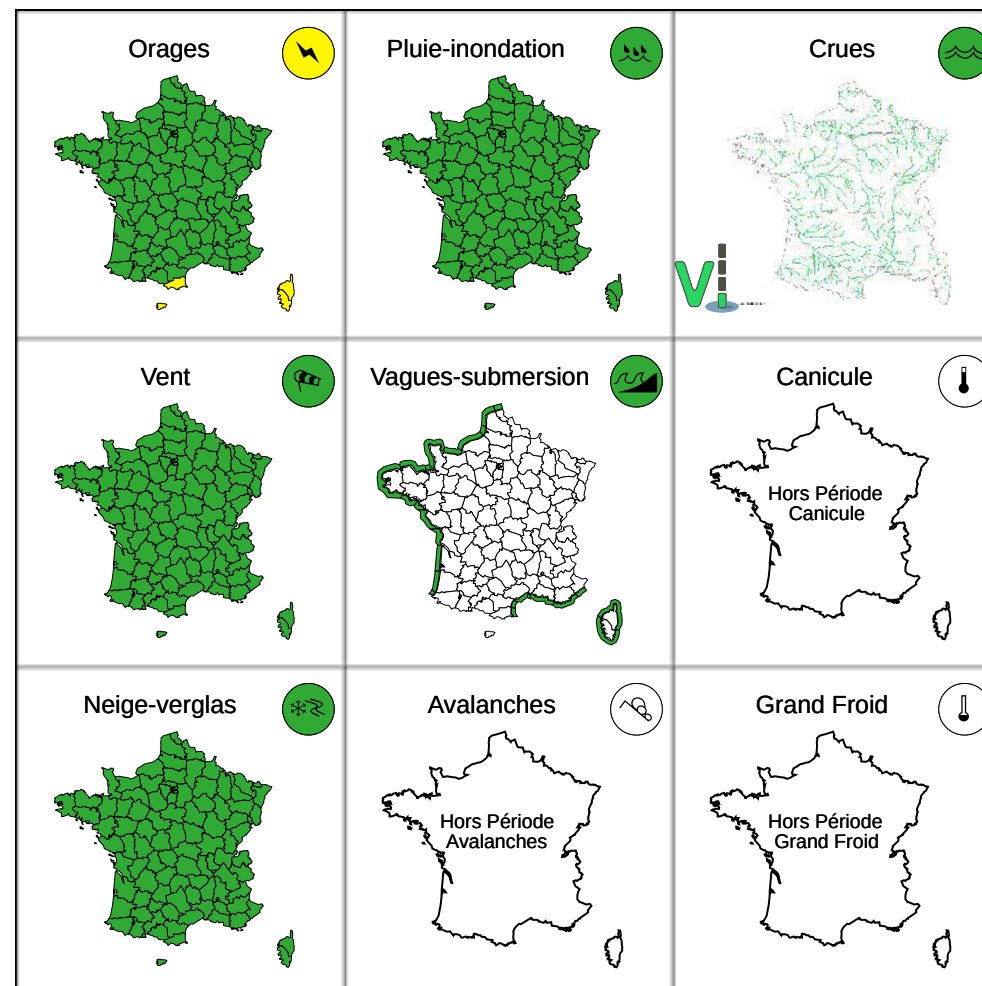 Orages
Pluie-inondation
Crues
Vi
Vent
Vagues-submersion
Canicule
Hors Période
Canicule
Neige-verglas
Avalanches
Grand Froid
Hors Période
Avalanches
Hors Période
Grand Froid